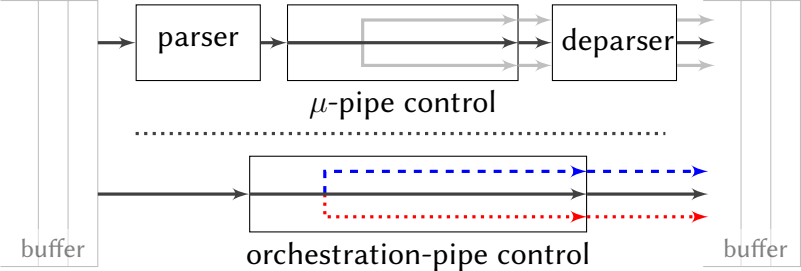 parser
deparser
μ-pipe control
buffer
buffer
orchestration-pipe control